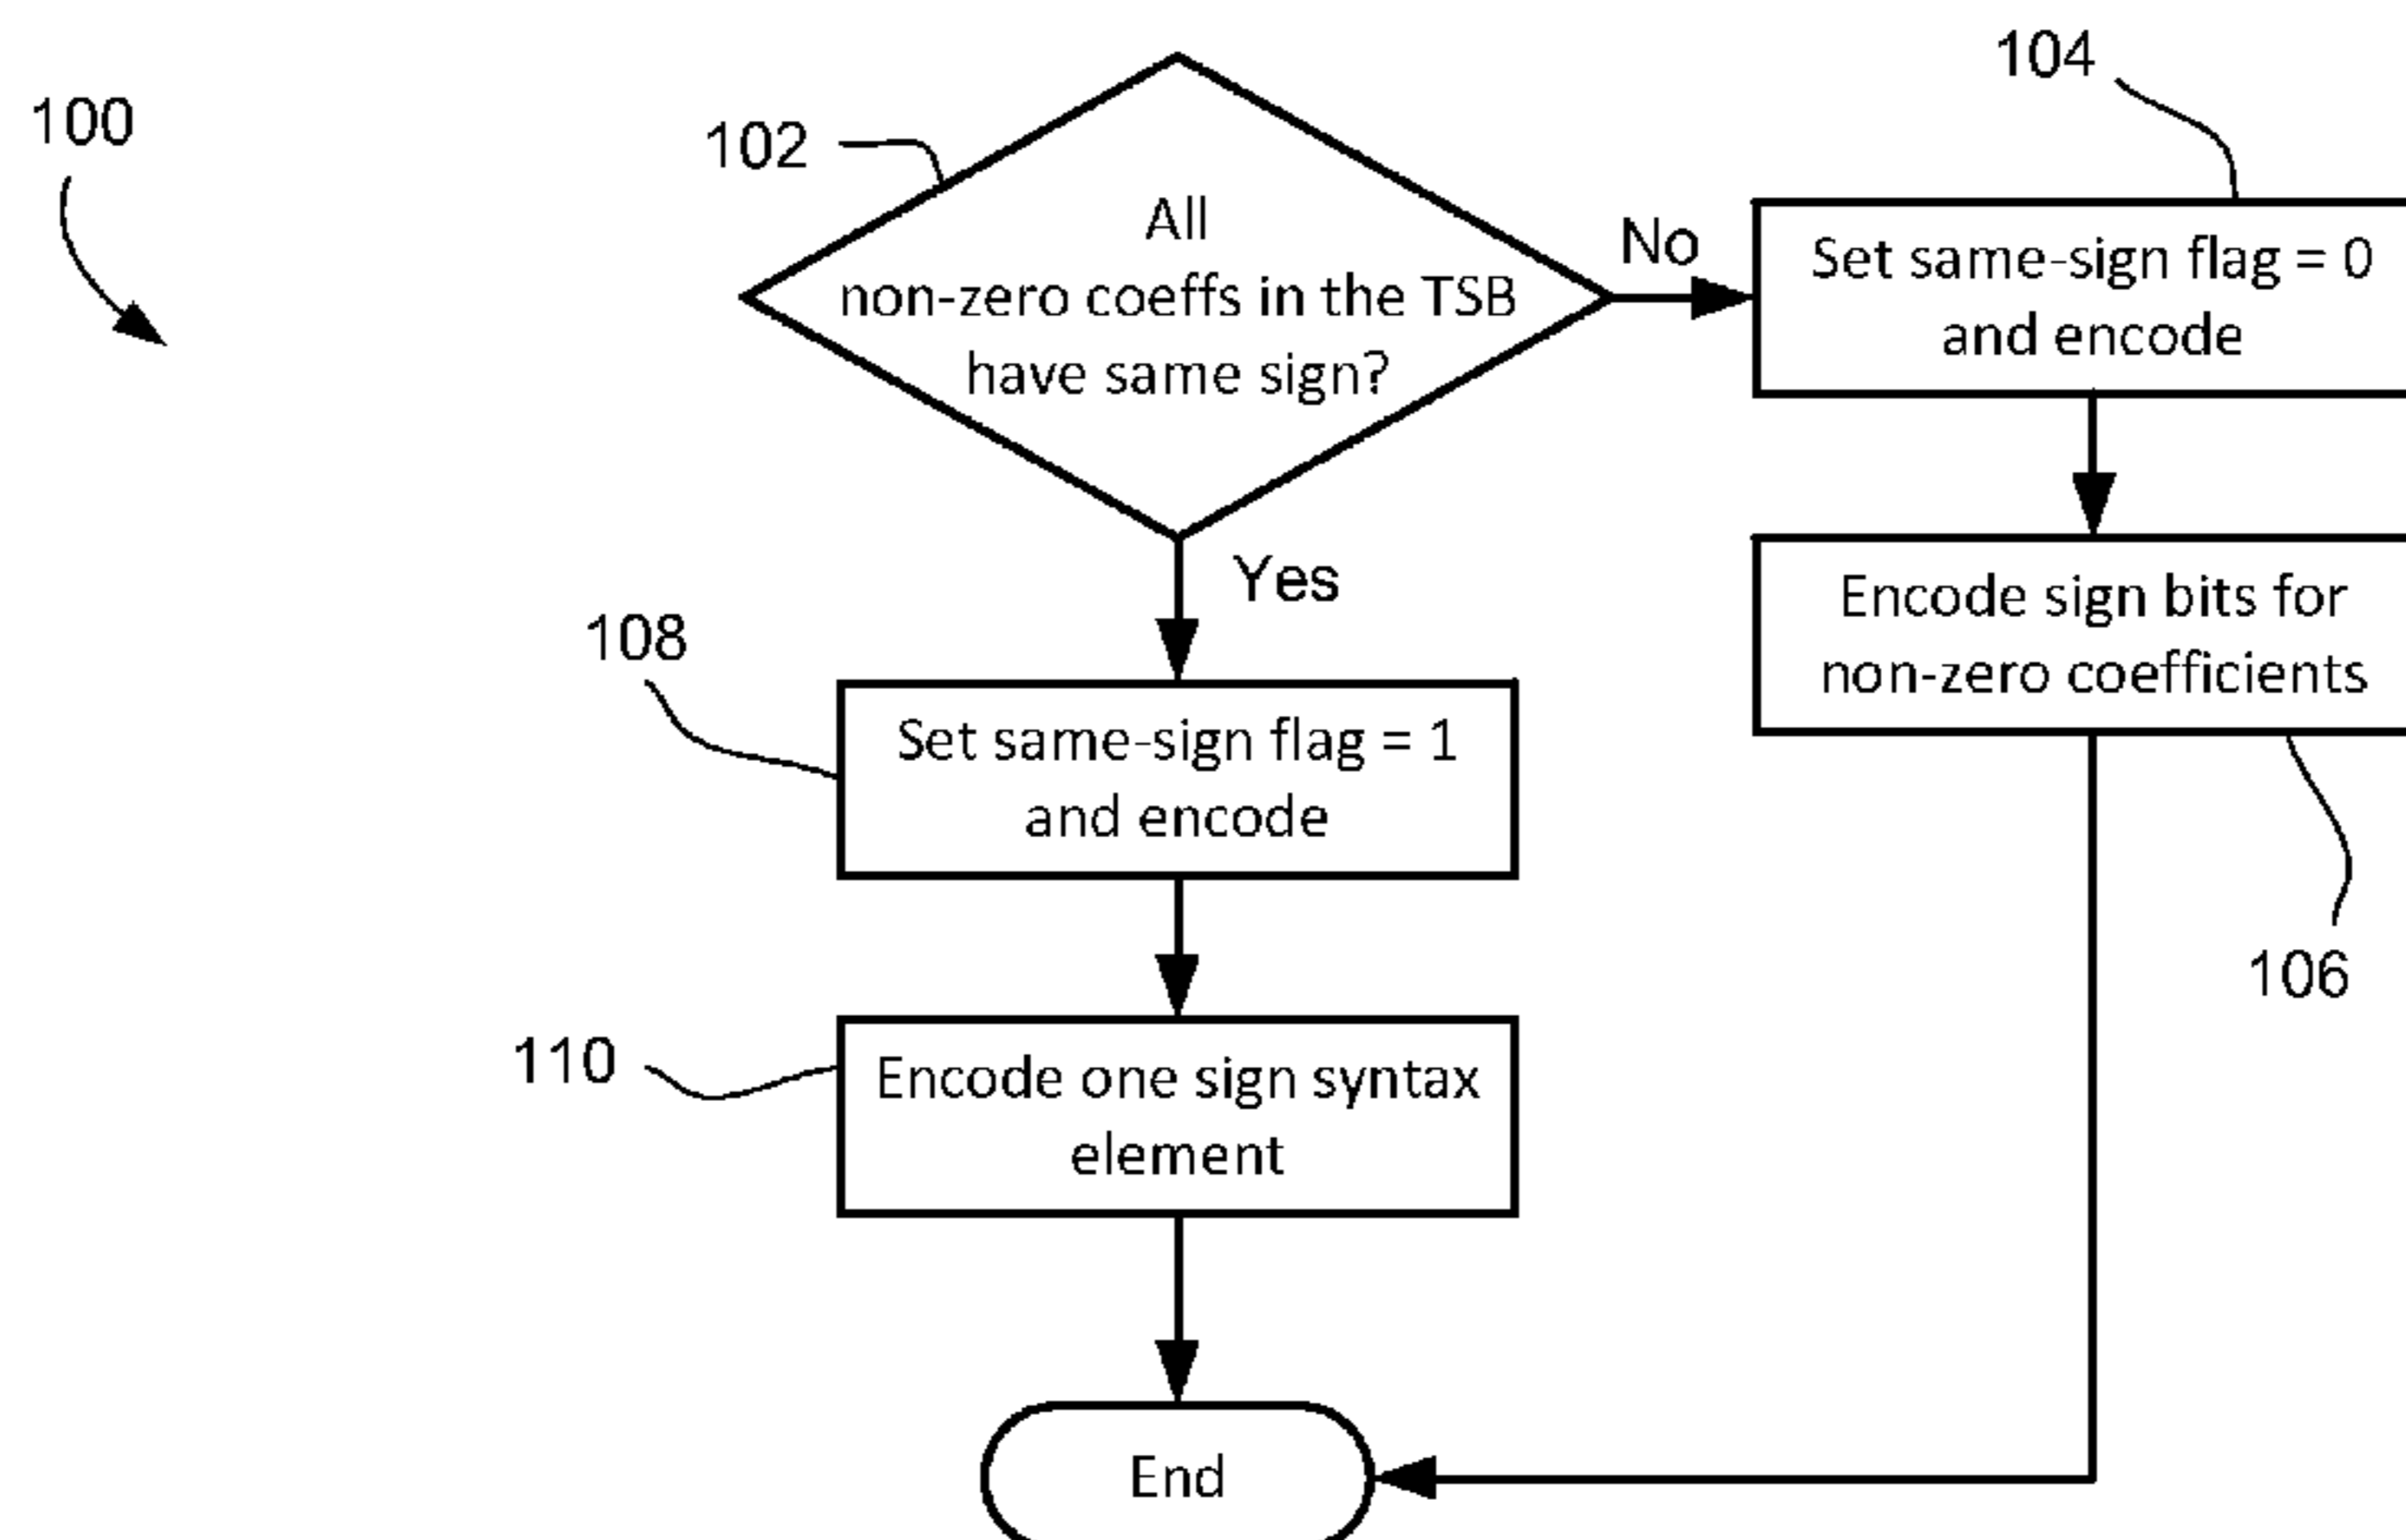 100
102
All
non-zero coeffs in the TSB
have same sign?
No
104
Set same-sign flag = 0
and encode
Encode sign bits for
non-zero coefficients
106
Yes
108
Set same-sign flag = 1
and encode
110
Encode one sign syntax
element
End